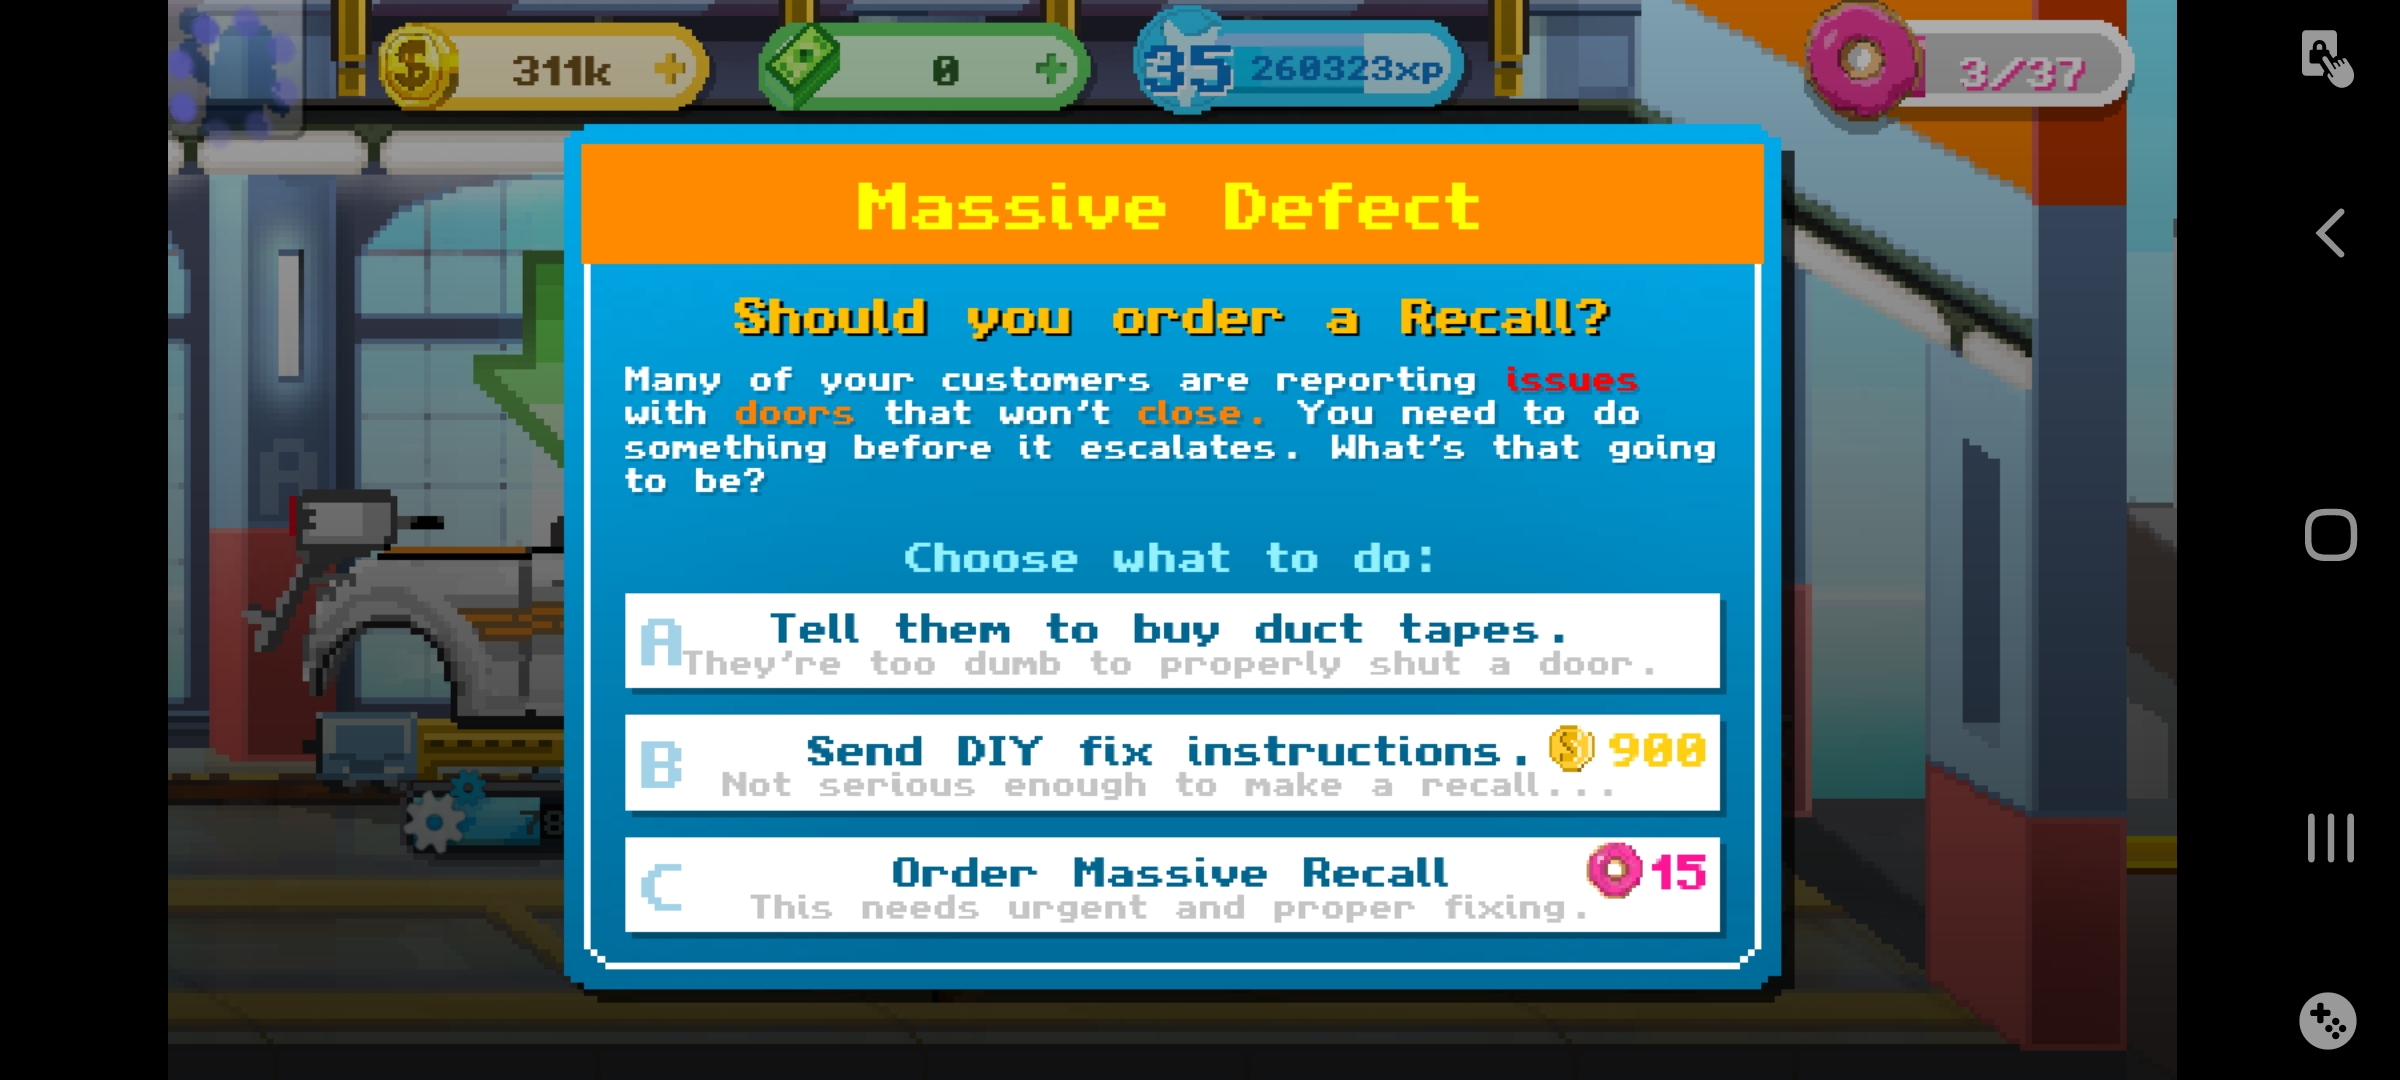 311k
0
35 260323xp
3/37
Massive Defect
Should you order a Recall?
Many of your customers are reporting issues
with doors that won't close. You need to do
something before it escalates. What's that going
to be?
Choose what to do:
A Tell them to buy duct tapes.
They're too dumb to properly shut a door.
B Send DIY fix instructions. 900
Not serious enough to make a recall...
C Order Massive Recall 15
This needs urgent and proper fixing.